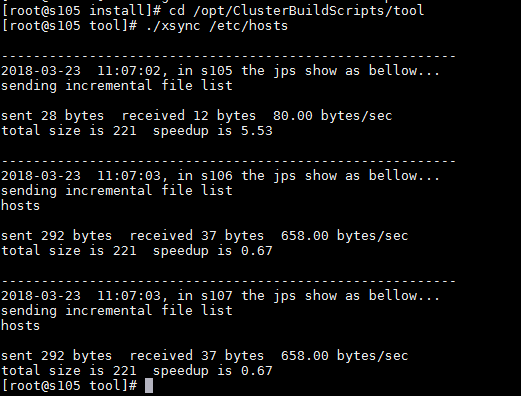 [root@s105 install]# cd /opt/ClusterBuildScripts/tool
[root@s105 tool]# ./xsync /etc/hosts
---------------------------------------------------------
2018-03-23  11:07:02, in s105 the jps show as bellow...
sending incremental file list
sent 28 bytes  received 12 bytes  80.00 bytes/sec
total size is 221  speedup is 5.53
---------------------------------------------------------
2018-03-23  11:07:03, in s106 the jps show as bellow...
sending incremental file list
hosts
sent 292 bytes  received 37 bytes  658.00 bytes/sec
total size is 221  speedup is 0.67
---------------------------------------------------------
2018-03-23  11:07:03, in s107 the jps show as bellow...
sending incremental file list
hosts
sent 292 bytes  received 37 bytes  658.00 bytes/sec
total size is 221  speedup is 0.67
[root@s105 tool]#